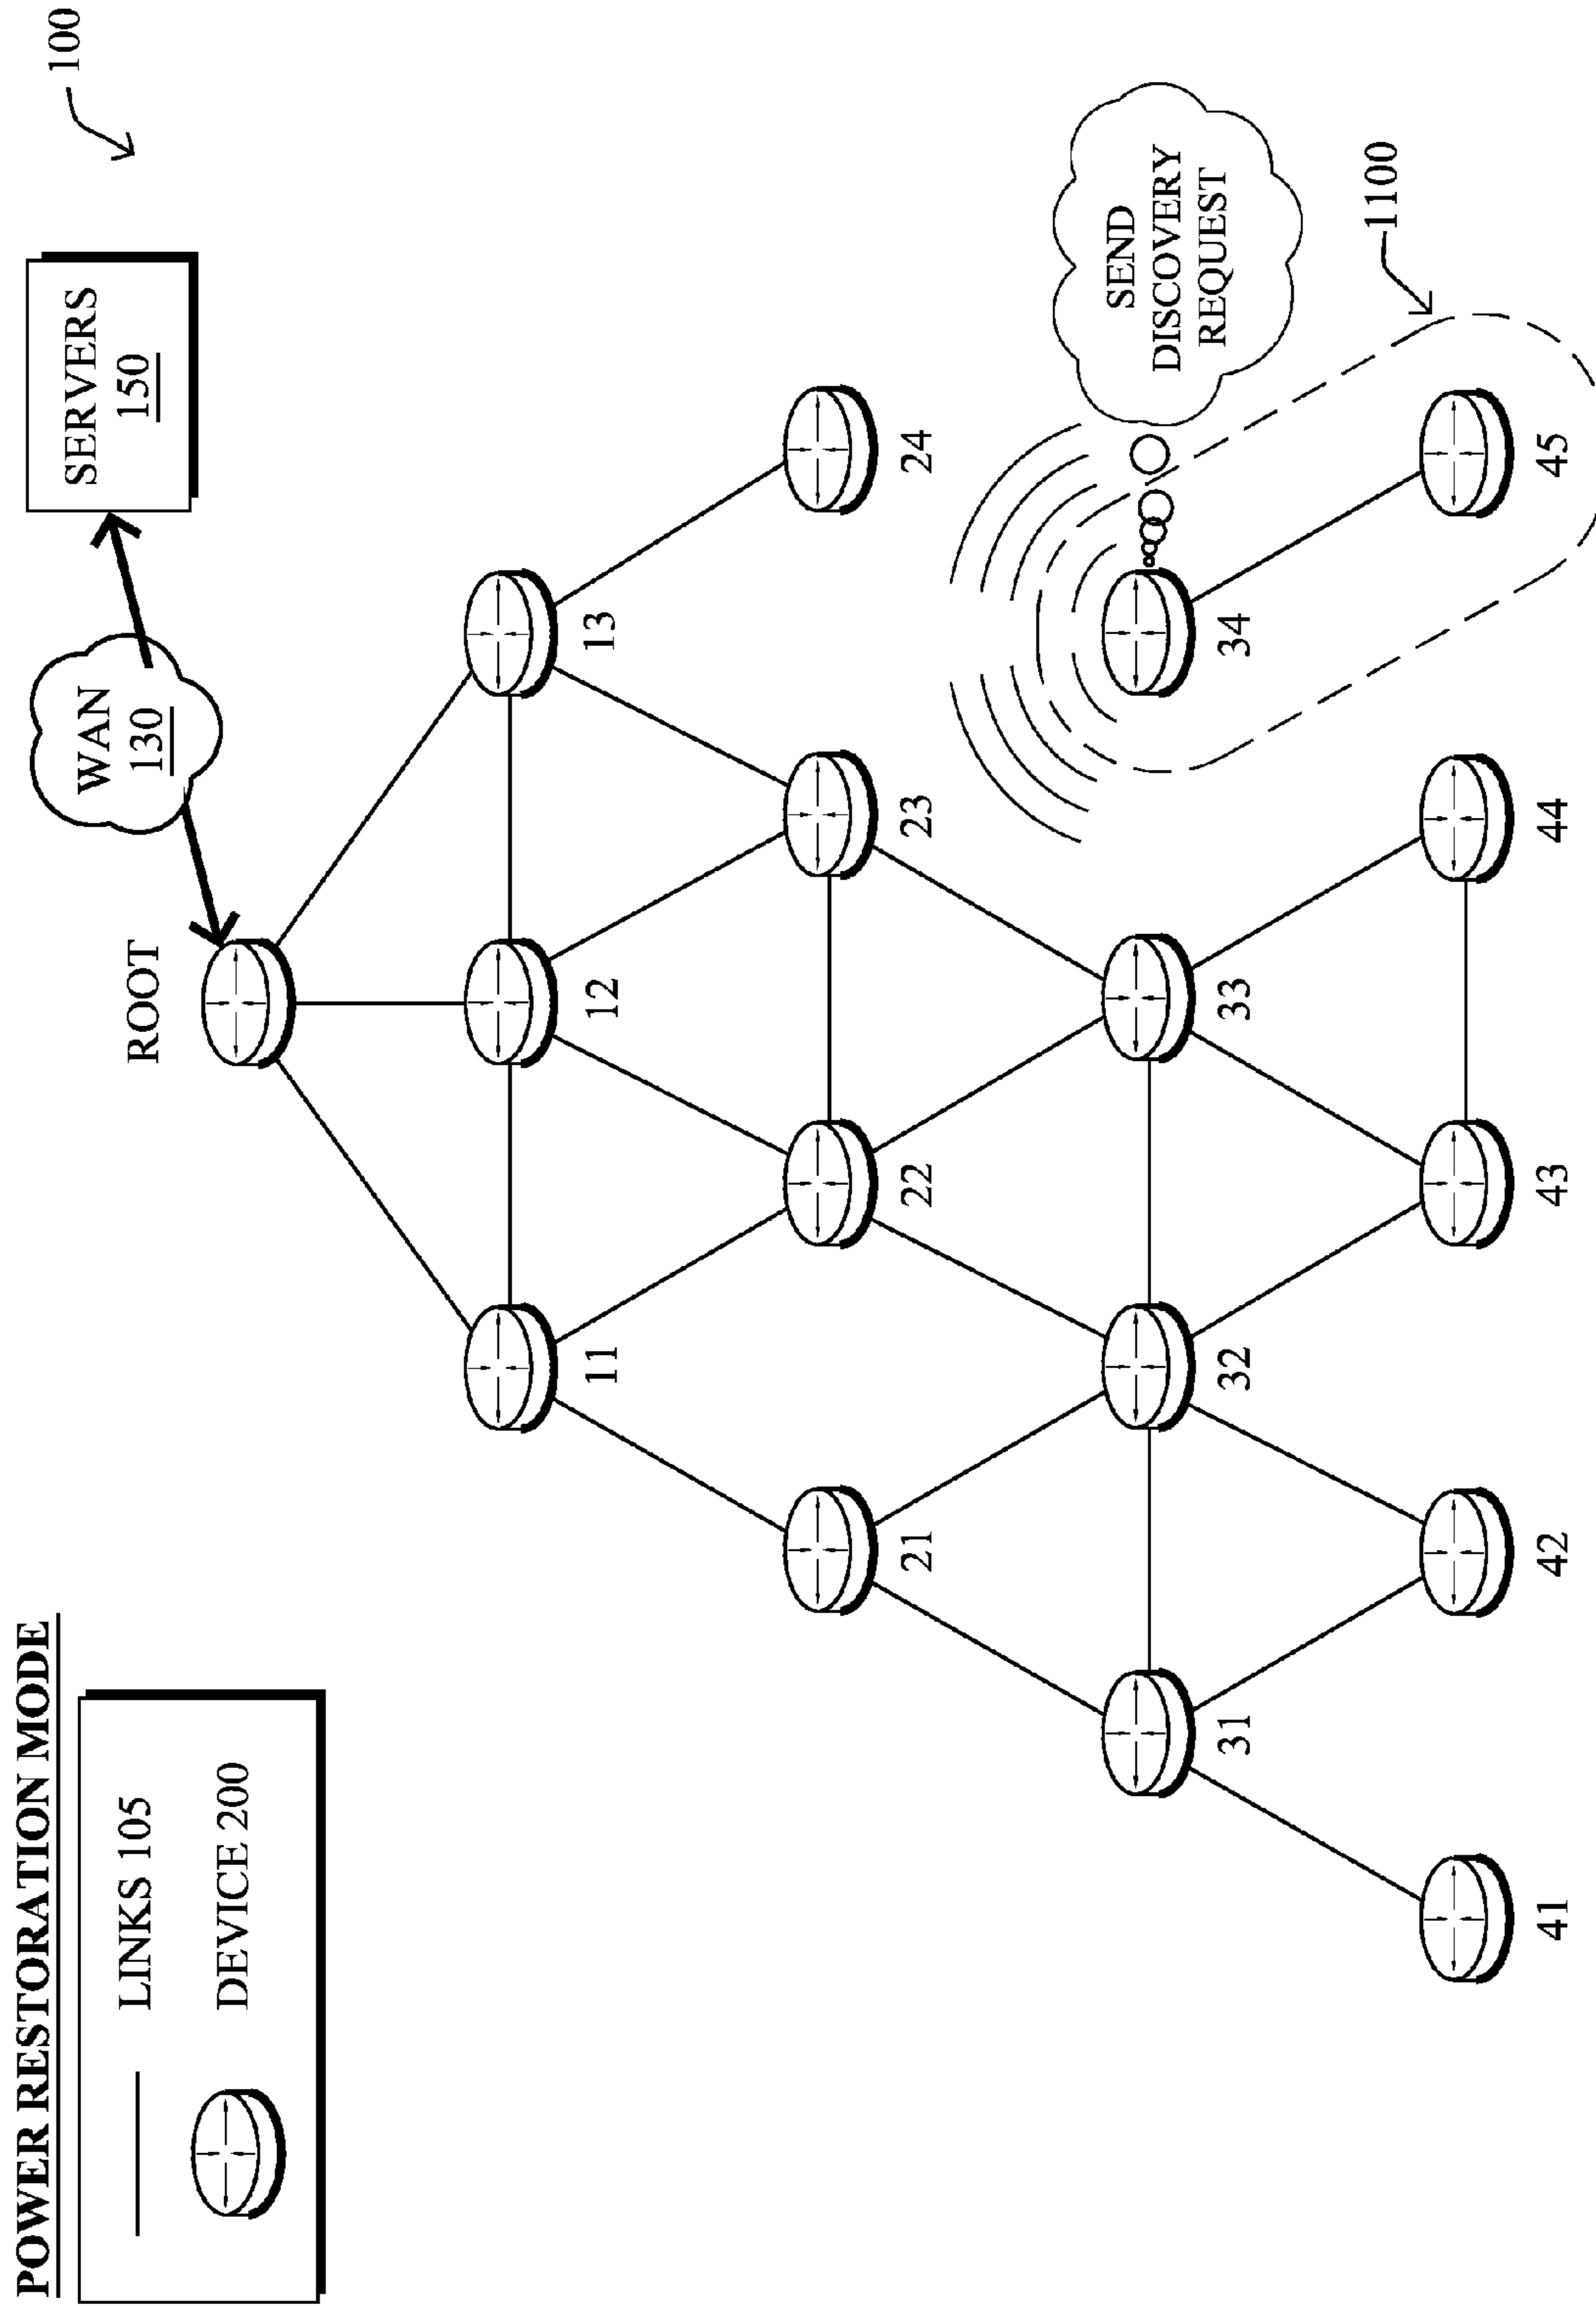 POWER RESTORATION MODE
LINKS 105
DEVICE 200
100
SERVERS
150
WAN
130
ROOT
11
12
13
21
22
23
24
SEND
DISCOVERY
REQUEST
31
32
33
34
1100
41
42
43
44
45